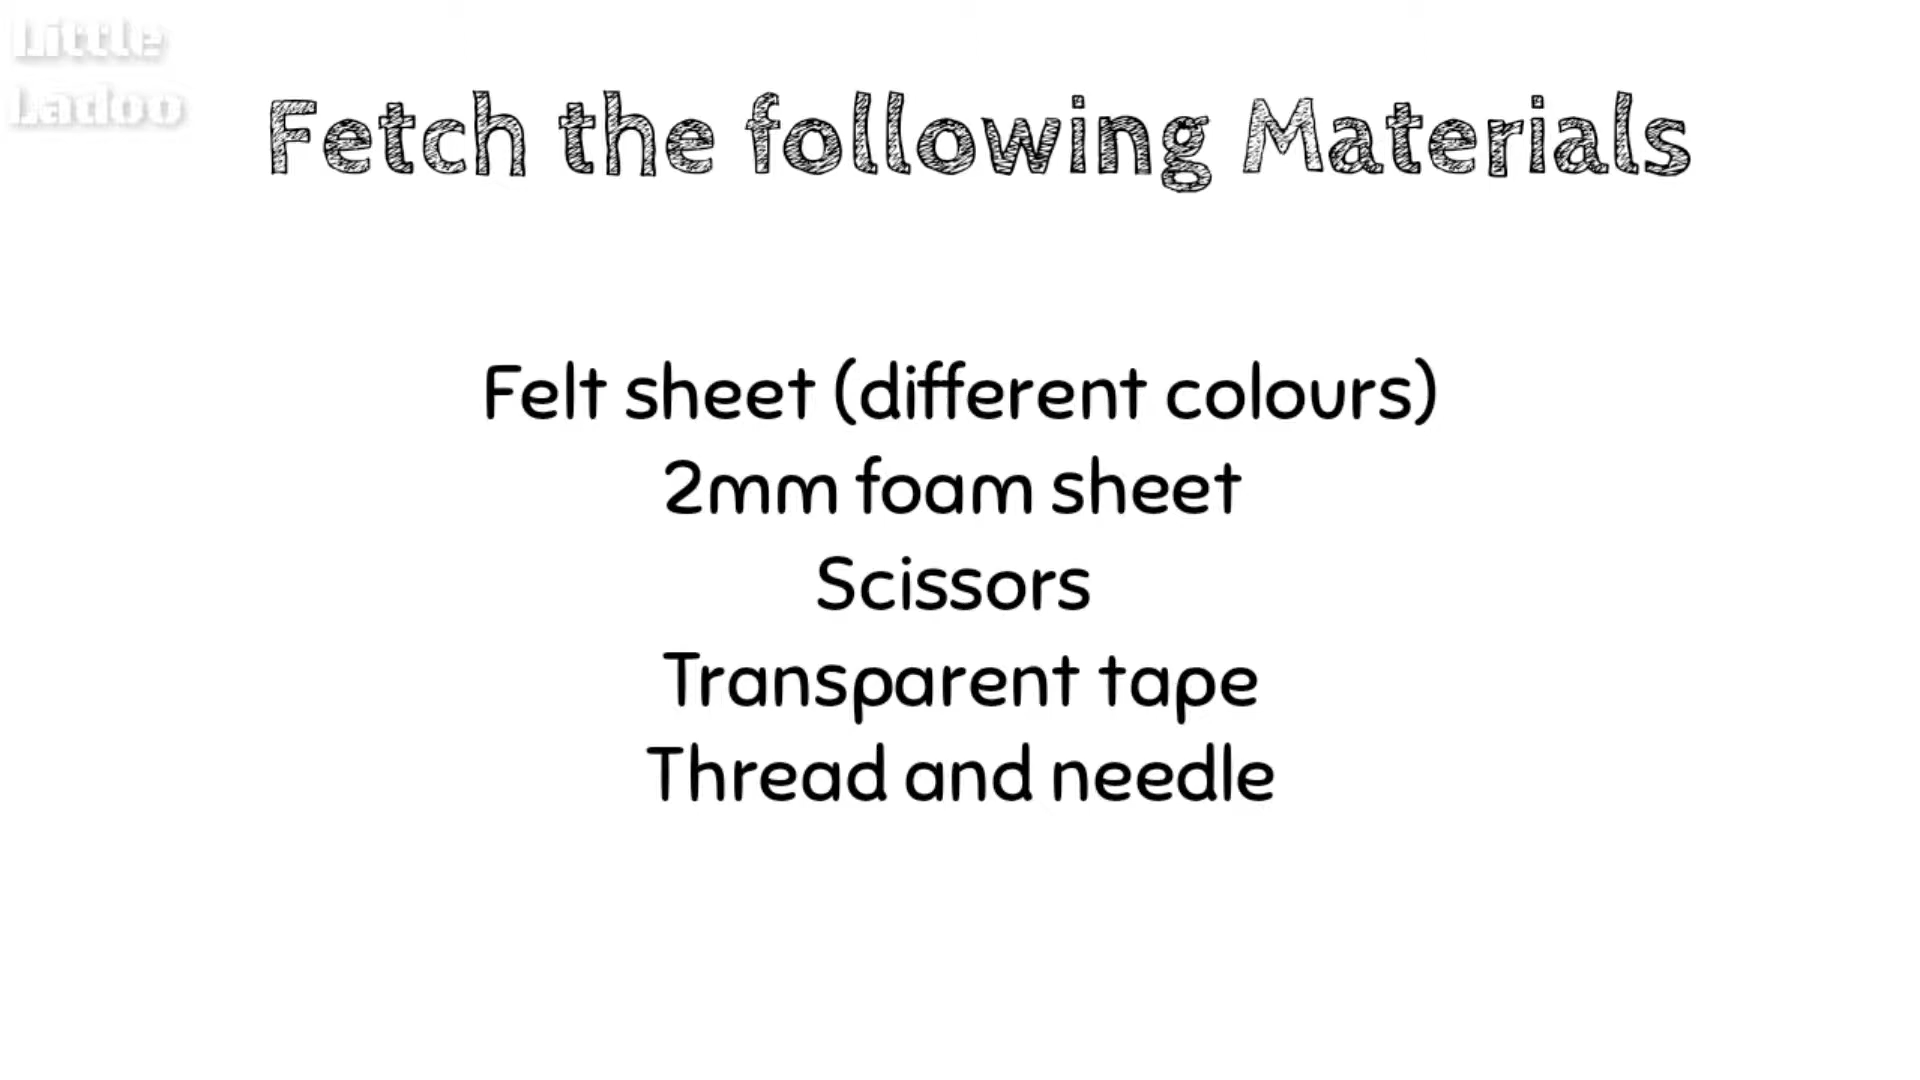 Little
Ladoo
Fetch the following Materials
Felt sheet (different colours)
2mm foam sheet
Scissors
Transparent tape
Thread and needle